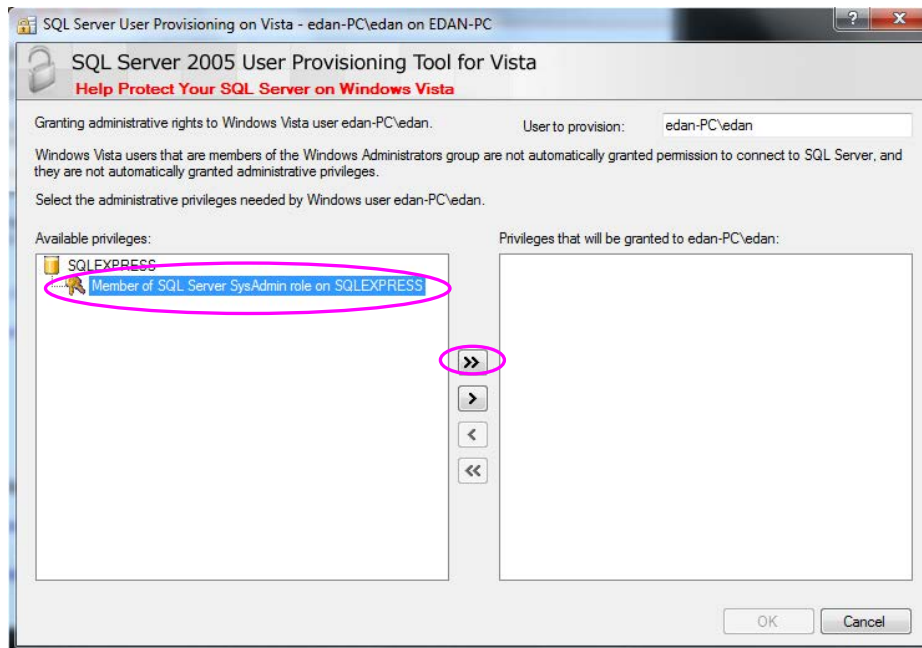 SQL Server User Provisioning on Vista - edan-PC\edan on EDAN-PC
?
X
SQL Server 2005 User Provisioning Tool for Vista
Help Protect Your SQL Server on Windows Vista
Granting administrative rights to Windows Vista user edan-PC\edan.
User to provision:
edan-PC\edan
Windows Vista users that are members of the Windows Administrators group are not automatically granted permission to connect to SQL Server, and
they are not automatically granted administrative privileges.
Select the administrative privileges needed by Windows user edan-PC\edan.
Available privileges:
Privileges that will be granted to edan-PC\edan:
SQLEXPRESS
Member of SQL Server SysAdmin role on SQLEXPRESS
>>
>
<
<<
OK
Cancel